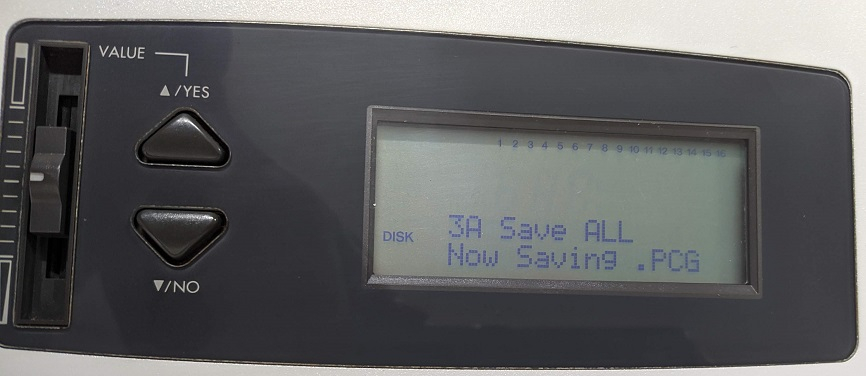 VALUE
▲/YES
▼/NO
1 2 3 4 5 6 7 8 9 10 11 12 13 14 15 16
DISK
3A Save ALL
Now Saving .PCG